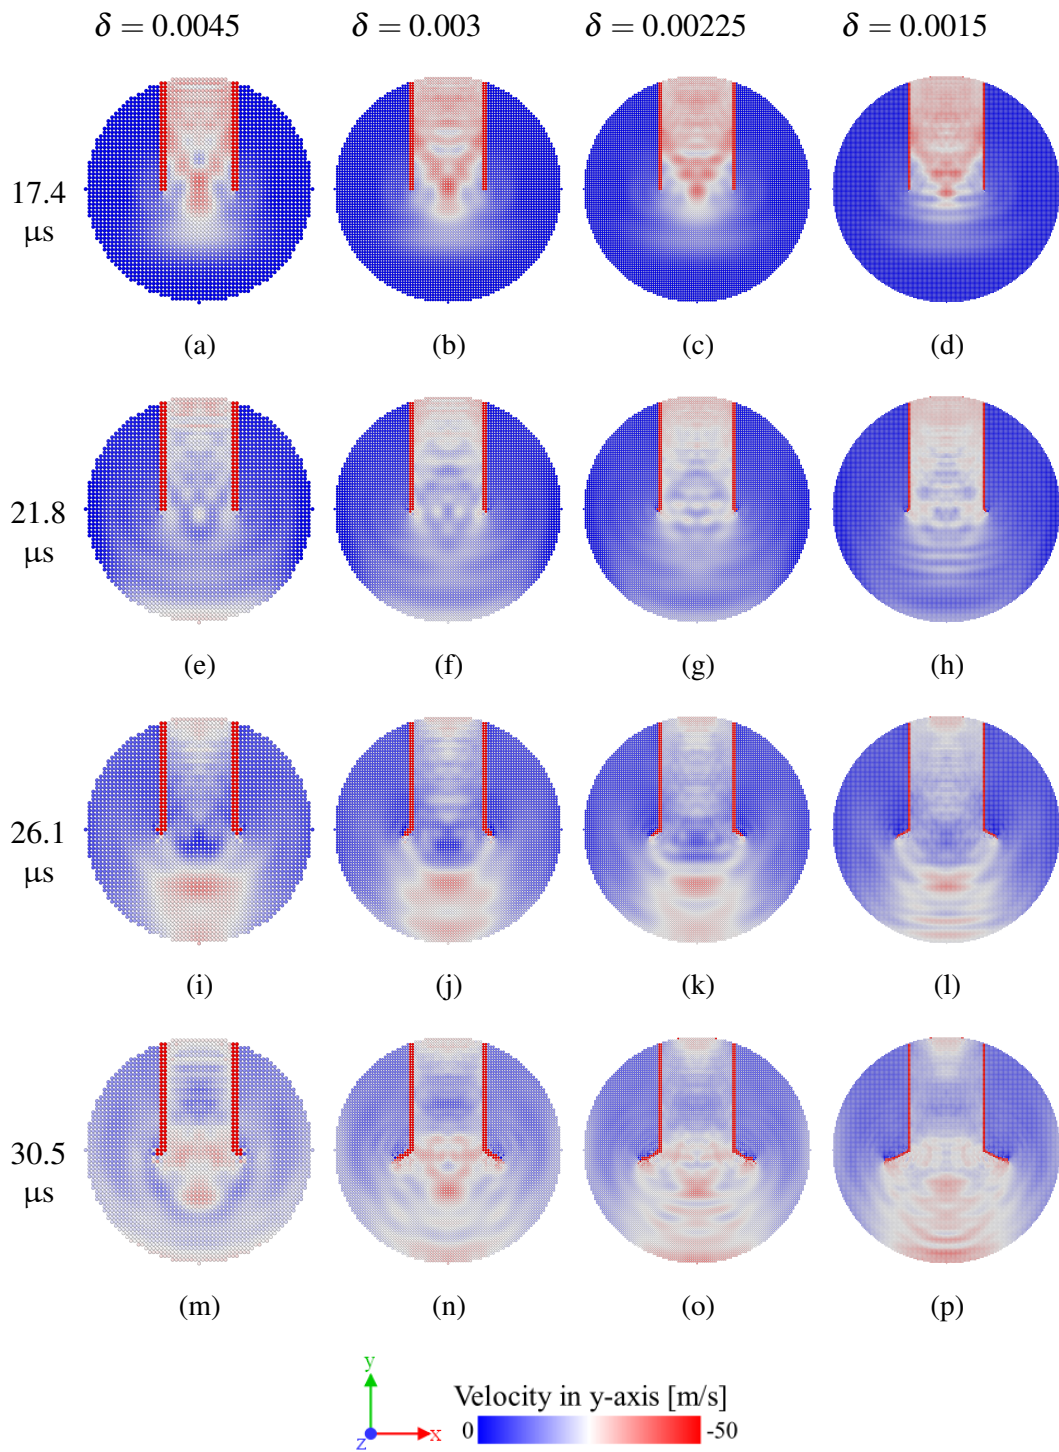 δ = 0.0045 δ = 0.003 δ = 0.00225 δ = 0.0015
17.4
μs
(a) (b) (c) (d)
21.8
μs
(e) (f) (g) (h)
26.1
μs
(i) (j) (k) (l)
30.5
μs
(m) (n) (o) (p)
y
z x
Velocity in y-axis [m/s]
0 -50